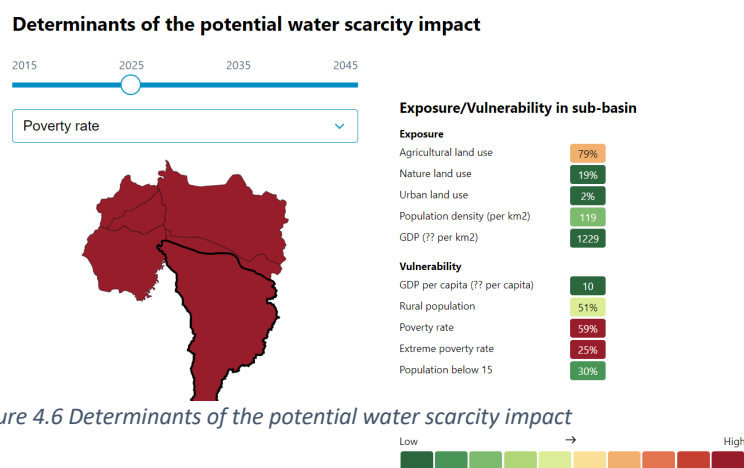 Determinants of the potential water scarcity impact
2015 2025 2035 2045
Poverty rate
Exposure/Vulnerability in sub-basin
Exposure
Agricultural land use 79%
Nature land use 19%
Urban land use 2%
Population density (per km2) 119
GDP (?? per km2) 1229
Vulnerability
GDP per capita (?? per capita) 10
Rural population 51%
Poverty rate 59%
Extreme poverty rate 25%
Population below 15 30%
ure 4.6 Determinants of the potential water scarcity impact
Low → High